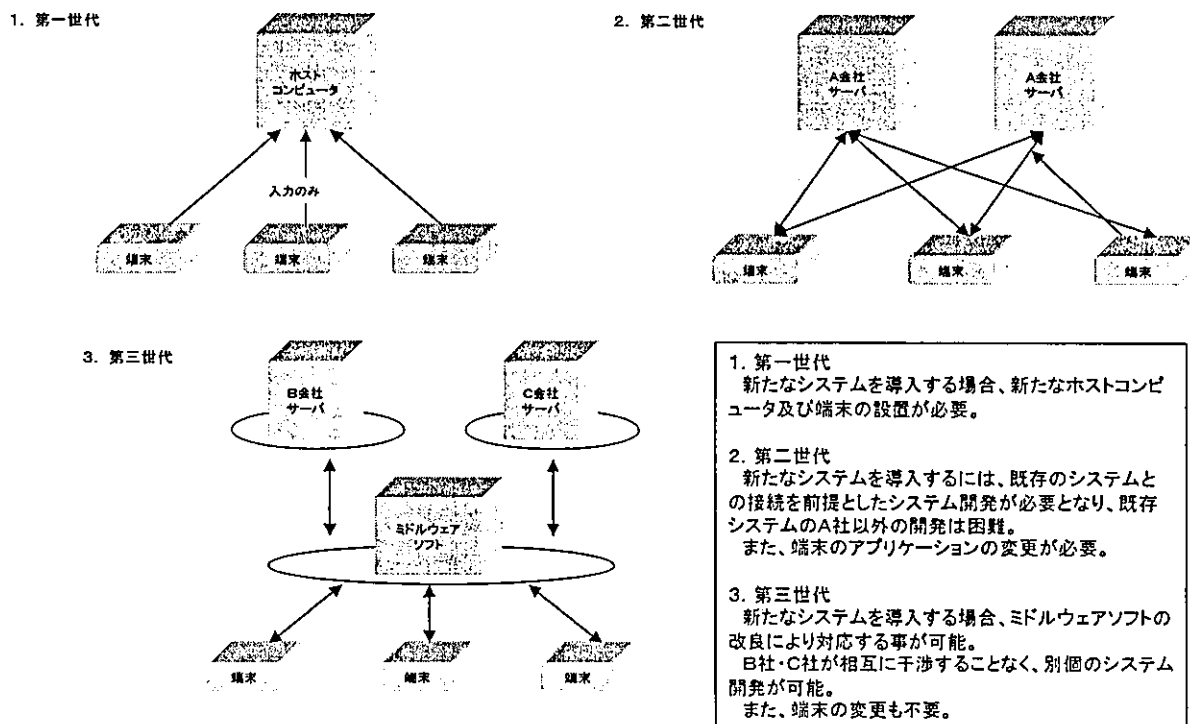 1. 第一世代
ホスト
コンピュータ
入力のみ
端末
端末
端末
2. 第二世代
A会社
サーバ
A会社
サーバ
端末
端末
端末
3. 第三世代
B会社
サーバ
C会社
サーバ
ミドルウェア
ソフト
端末
端末
端末
1. 第一世代
新たなシステムを導入する場合、新たなホストコンピ
ュータ及び端末の設置が必要。
2. 第二世代
新たなシステムを導入するには、既存のシステムと
の接続を前提としたシステム開発が必要となり、既存
システムのA社以外の開発は困難。
また、端末のアプリケーションの変更が必要。
3. 第三世代
新たなシステムを導入する場合、ミドルウェアソフトの
改良により対応する事が可能。
B社・C社が相互に干渉することなく、別個のシステム
開発が可能。
また、端末の変更も不要。